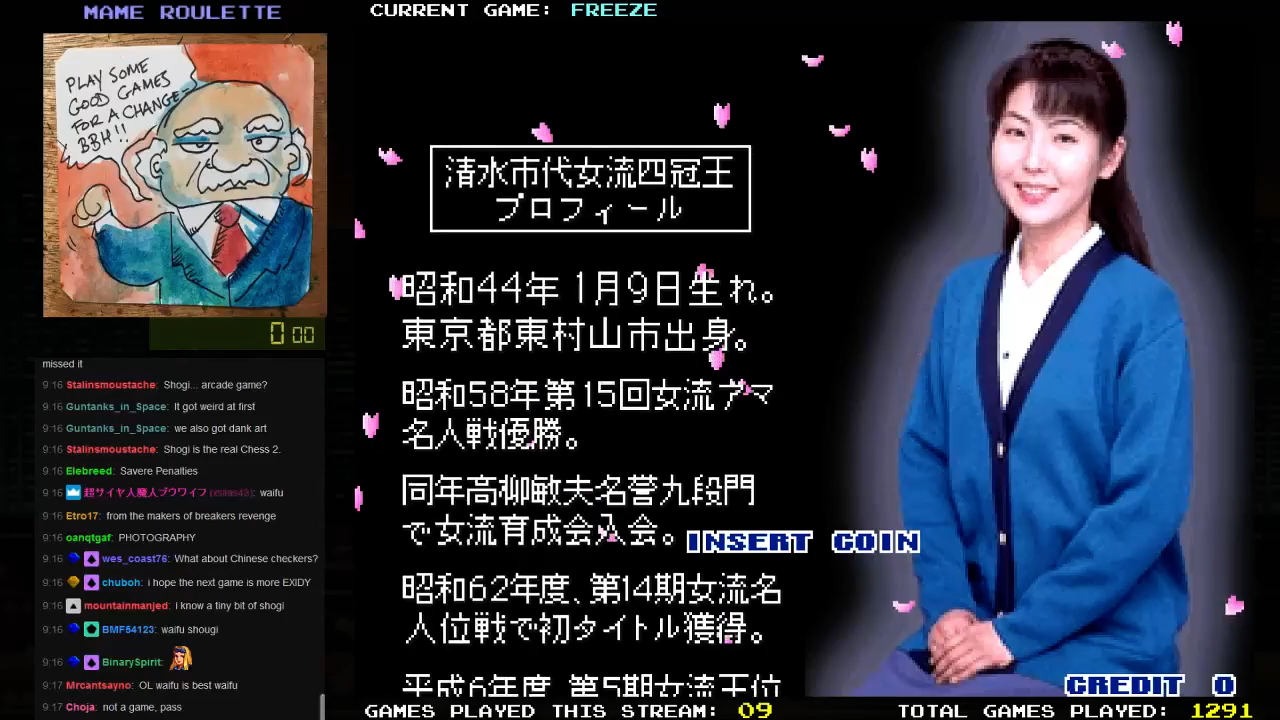 MAME ROULETTE
CURRENT GAME: FREEZE
PLAY SOME
GOOD GAMES
FOR A CHANGE-
BBH!!
0 00
清水市代女流四冠王
プロフィール
昭和44年1月9日生れ。
東京都東村山市出身。
昭和58年第15回女流アマ
名人戦優勝。
同年高柳敏夫名誉九段門
で女流育成会入会。
INSERT COIN
昭和62年度、第14期女流名
人位戦で初タイトル獲得。
平成6年度 第5期女流王位
CREDIT 0
missed it
9:16 Stalinsmoustache: Shogi... arcade game?
9:16 Guntanks_in_Space: It got weird at first
9:16 Guntanks_in_Space: we also got dank art
9:16 Stalinsmoustache: Shogi is the real Chess 2.
9:16 Elebreed: Savere Penalties
9:16 超サイヤ人魔人ブウワイフ: waifu
9:16 Etro17: from the makers of breakers revenge
9:16 oanqtgaf: PHOTOGRAPHY
9:16 wes_coast76: What about Chinese checkers?
9:16 chuboh: i hope the next game is more EXIDY
9:16 mountainmanjed: i know a tiny bit of shogi
9:16 BMF54123: waifu shougi
9:16 BinarySpirit:
9:17 Mrcantsayno: OL waifu is best waifu
9:17 Choja: not a game, pass
GAMES PLAYED THIS STREAM: 09
TOTAL GAMES PLAYED: 1291